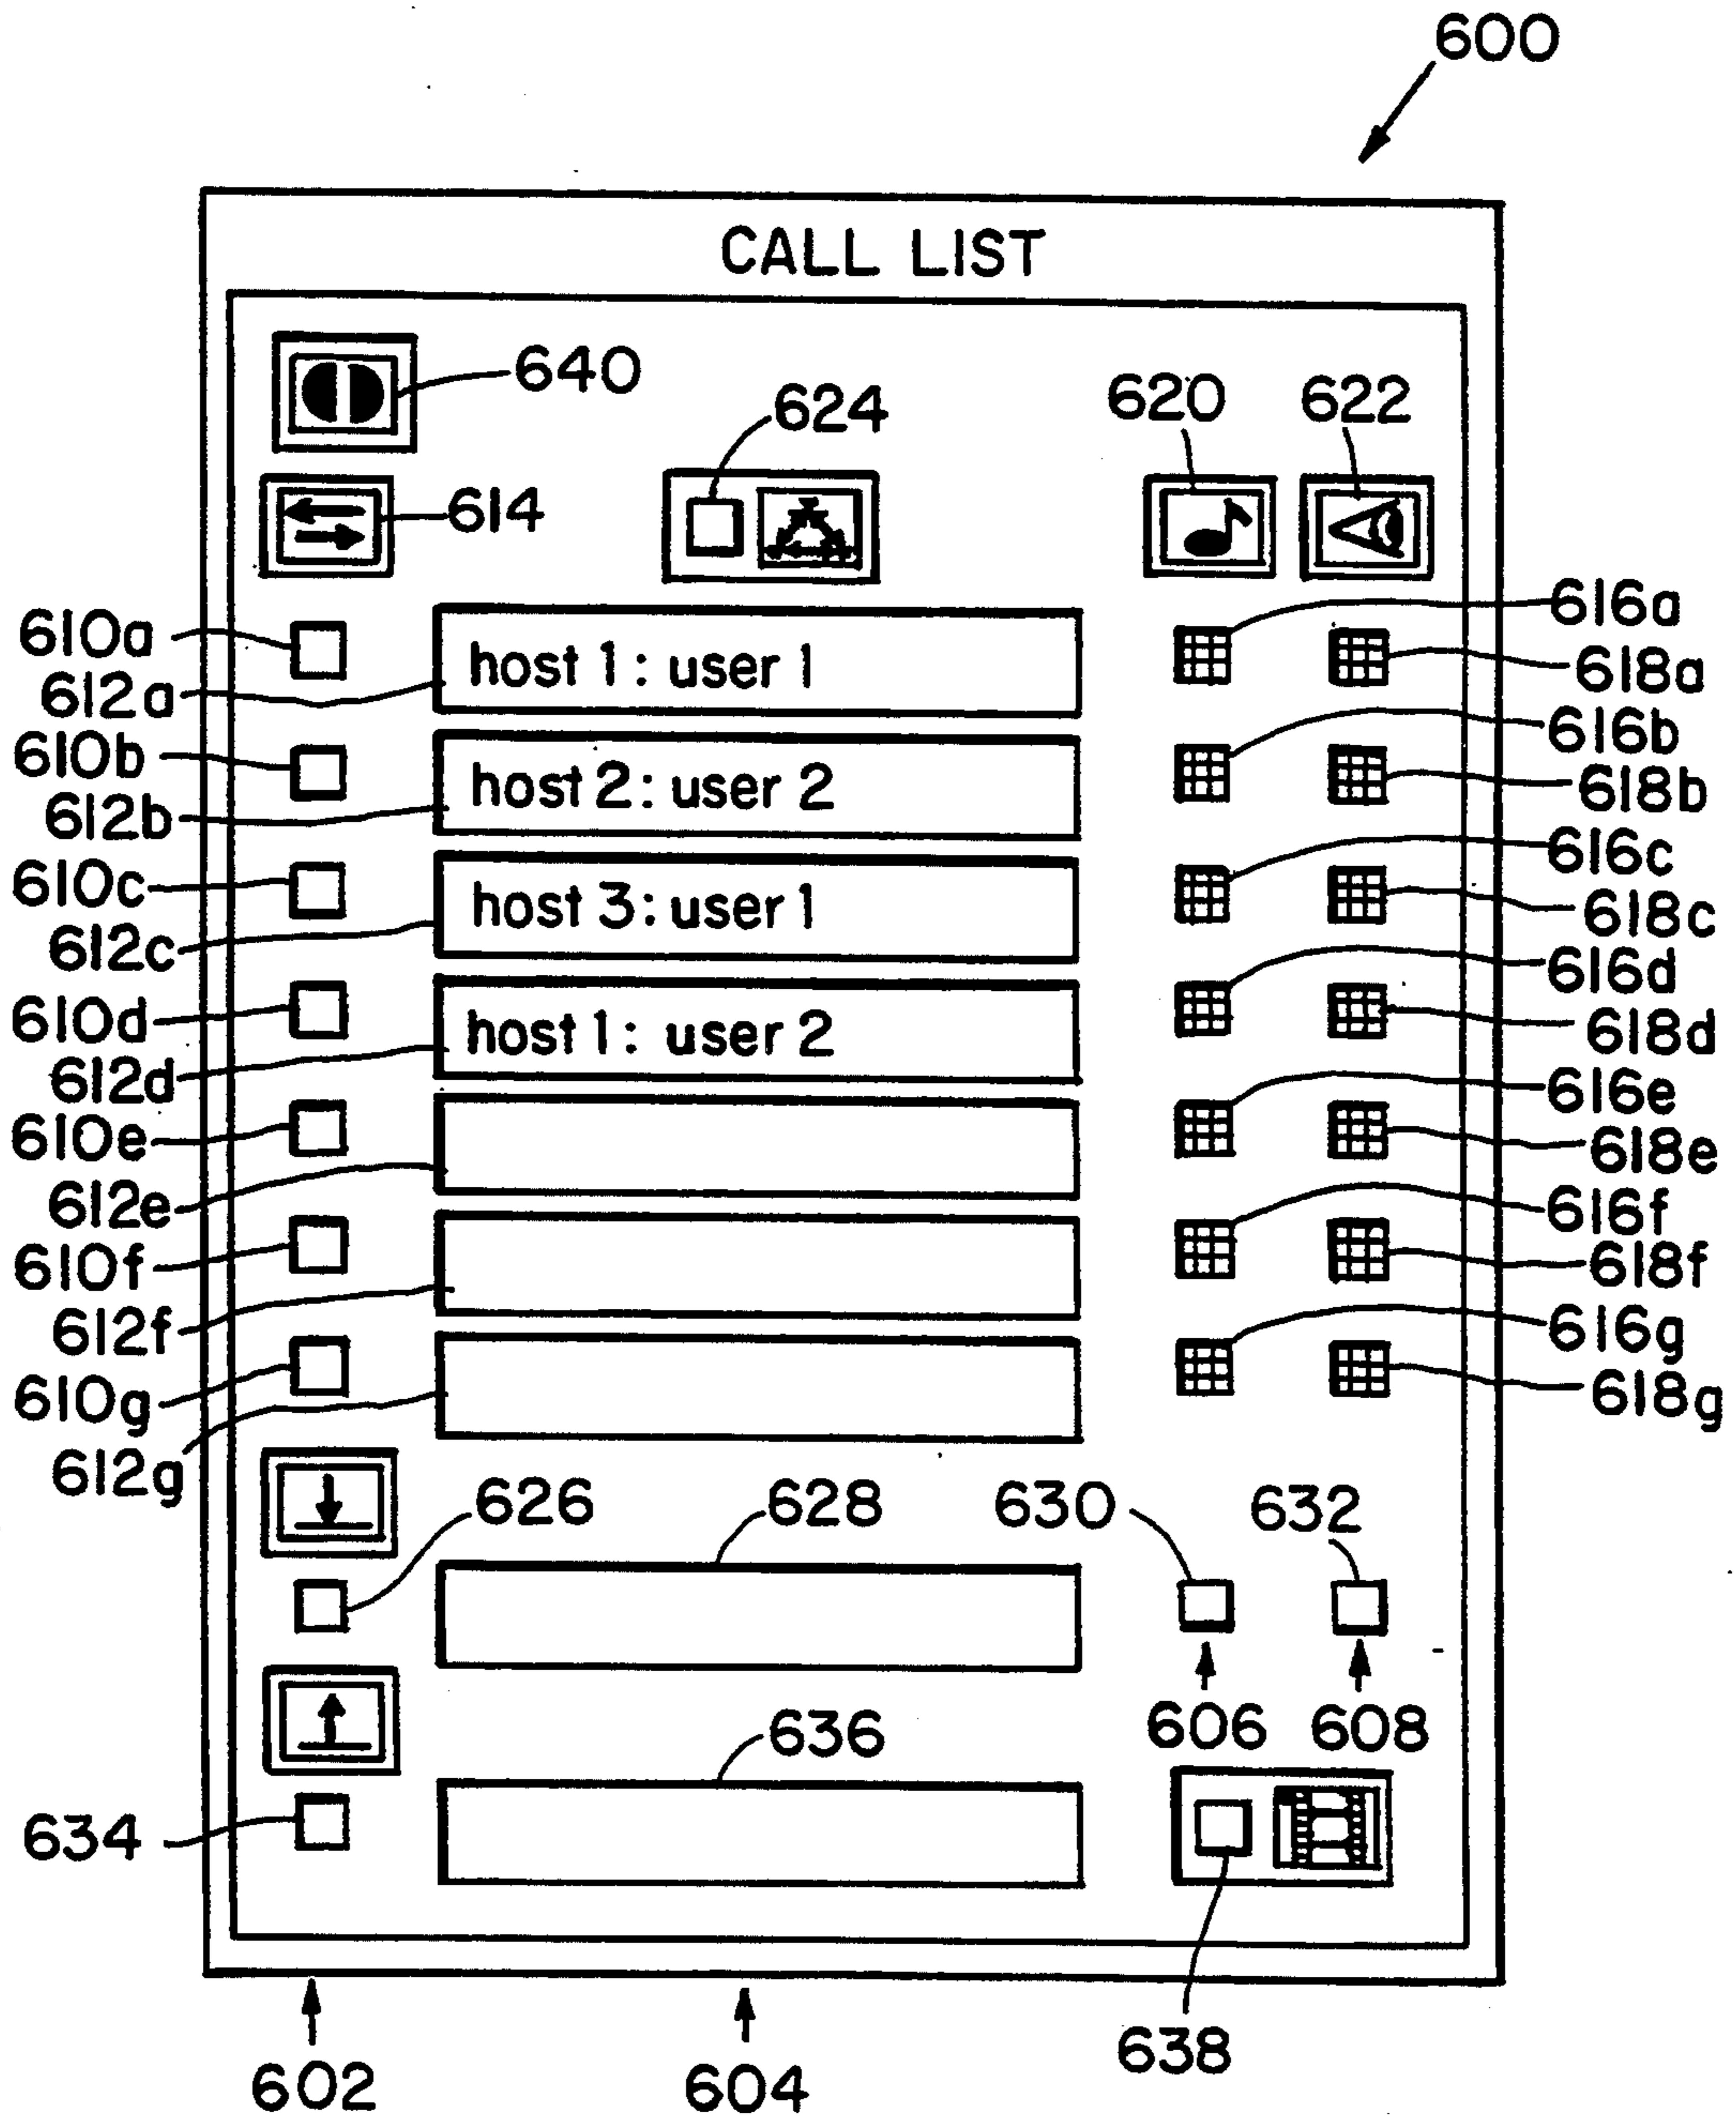 600
CALL LIST
640
624
620 622
614
610a
612a
host 1: user 1
616a
618a
610b
612b
host 2: user 2
616b
618b
610c
612c
host 3: user 1
616c
618c
610d
612d
host 1: user 2
616d
618d
610e
612e
616e
618e
610f
612f
616f
618f
610g
612g
616g
618g
626 628 630 632
606 608
636
634
638
602 604